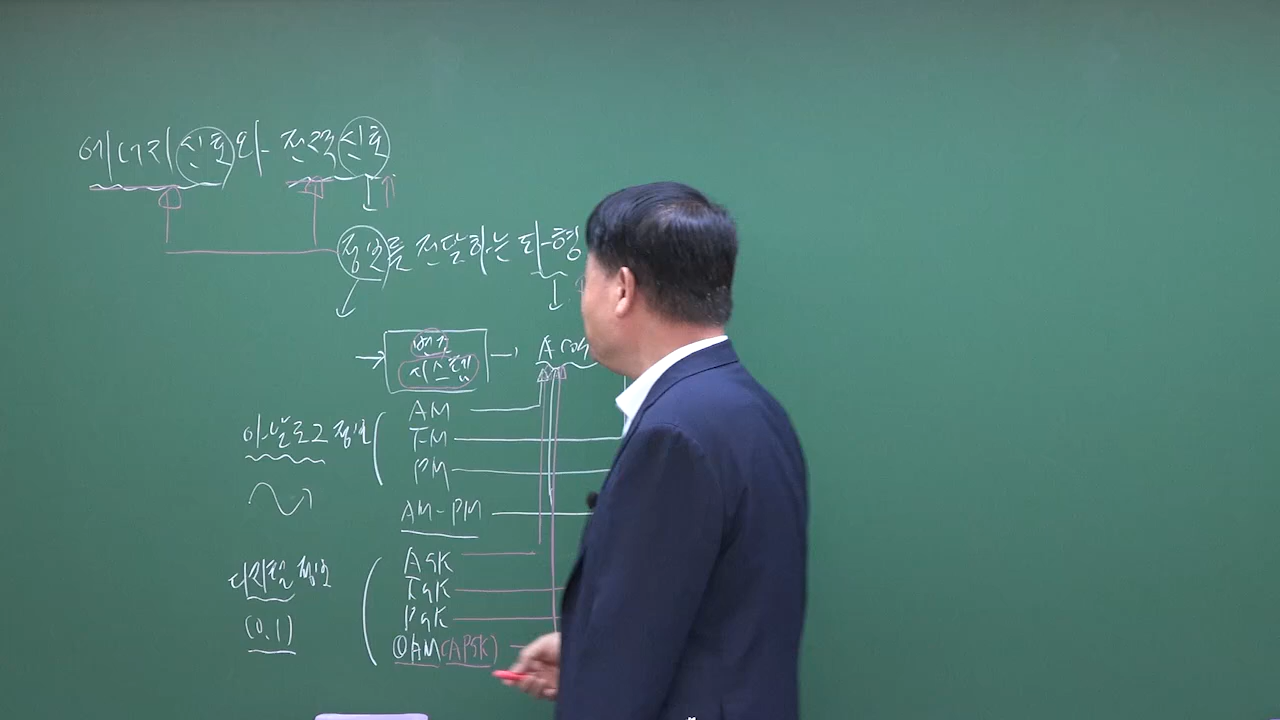 에너지신호와 전력신호
정보를 전달하는 파형
변조
시스템
A cos
AM
아날로그 정보
FM
PM
AM-PM
ASK
디지털 정보
FSK
PSK
(0.1)
QAM(APSK)